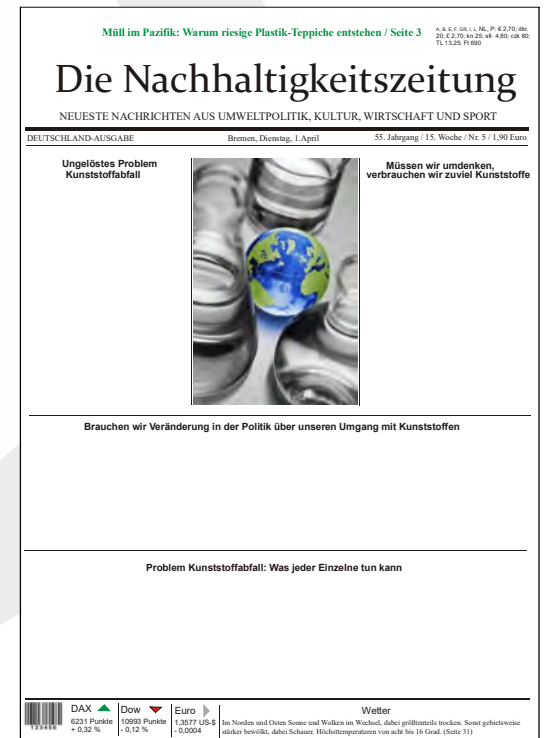 Müll im Pazifik: Warum riesige Plastik-Teppiche entstehen / Seite 3
A, B, E, F, GR, I, L, NL, P: € 2,70; dkr.
20; £ 2,70; kn 25; sfr. 4,80; czk 80;
TL 13,25; Ft 690
Die Nachhaltigkeitszeitung
NEUESTE NACHRICHTEN AUS UMWELTPOLITIK, KULTUR, WIRTSCHAFT UND SPORT
DEUTSCHLAND-AUSGABE
Bremen, Dienstag, 1.April
55. Jahrgang / 15. Woche / Nr. 5 / 1,90 Euro
Ungelöstes Problem
Kunststoffabfall
Müssen wir umdenken,
verbrauchen wir zuviel Kunststoffe
Brauchen wir Veränderung in der Politik über unseren Umgang mit Kunststoffen
Problem Kunststoffabfall: Was jeder Einzelne tun kann
123456
DAX
6231 Punkte
+ 0,32 %
Dow
10993 Punkte
- 0,12 %
Euro
1,3577 US-$
- 0,0004
Wetter
Im Norden und Osten Sonne und Wolken im Wechsel, dabei größtenteils trocken. Sonst gebietsweise
stärker bewölkt, dabei Schauer. Höchsttemperaturen von acht bis 16 Grad. (Seite 31)